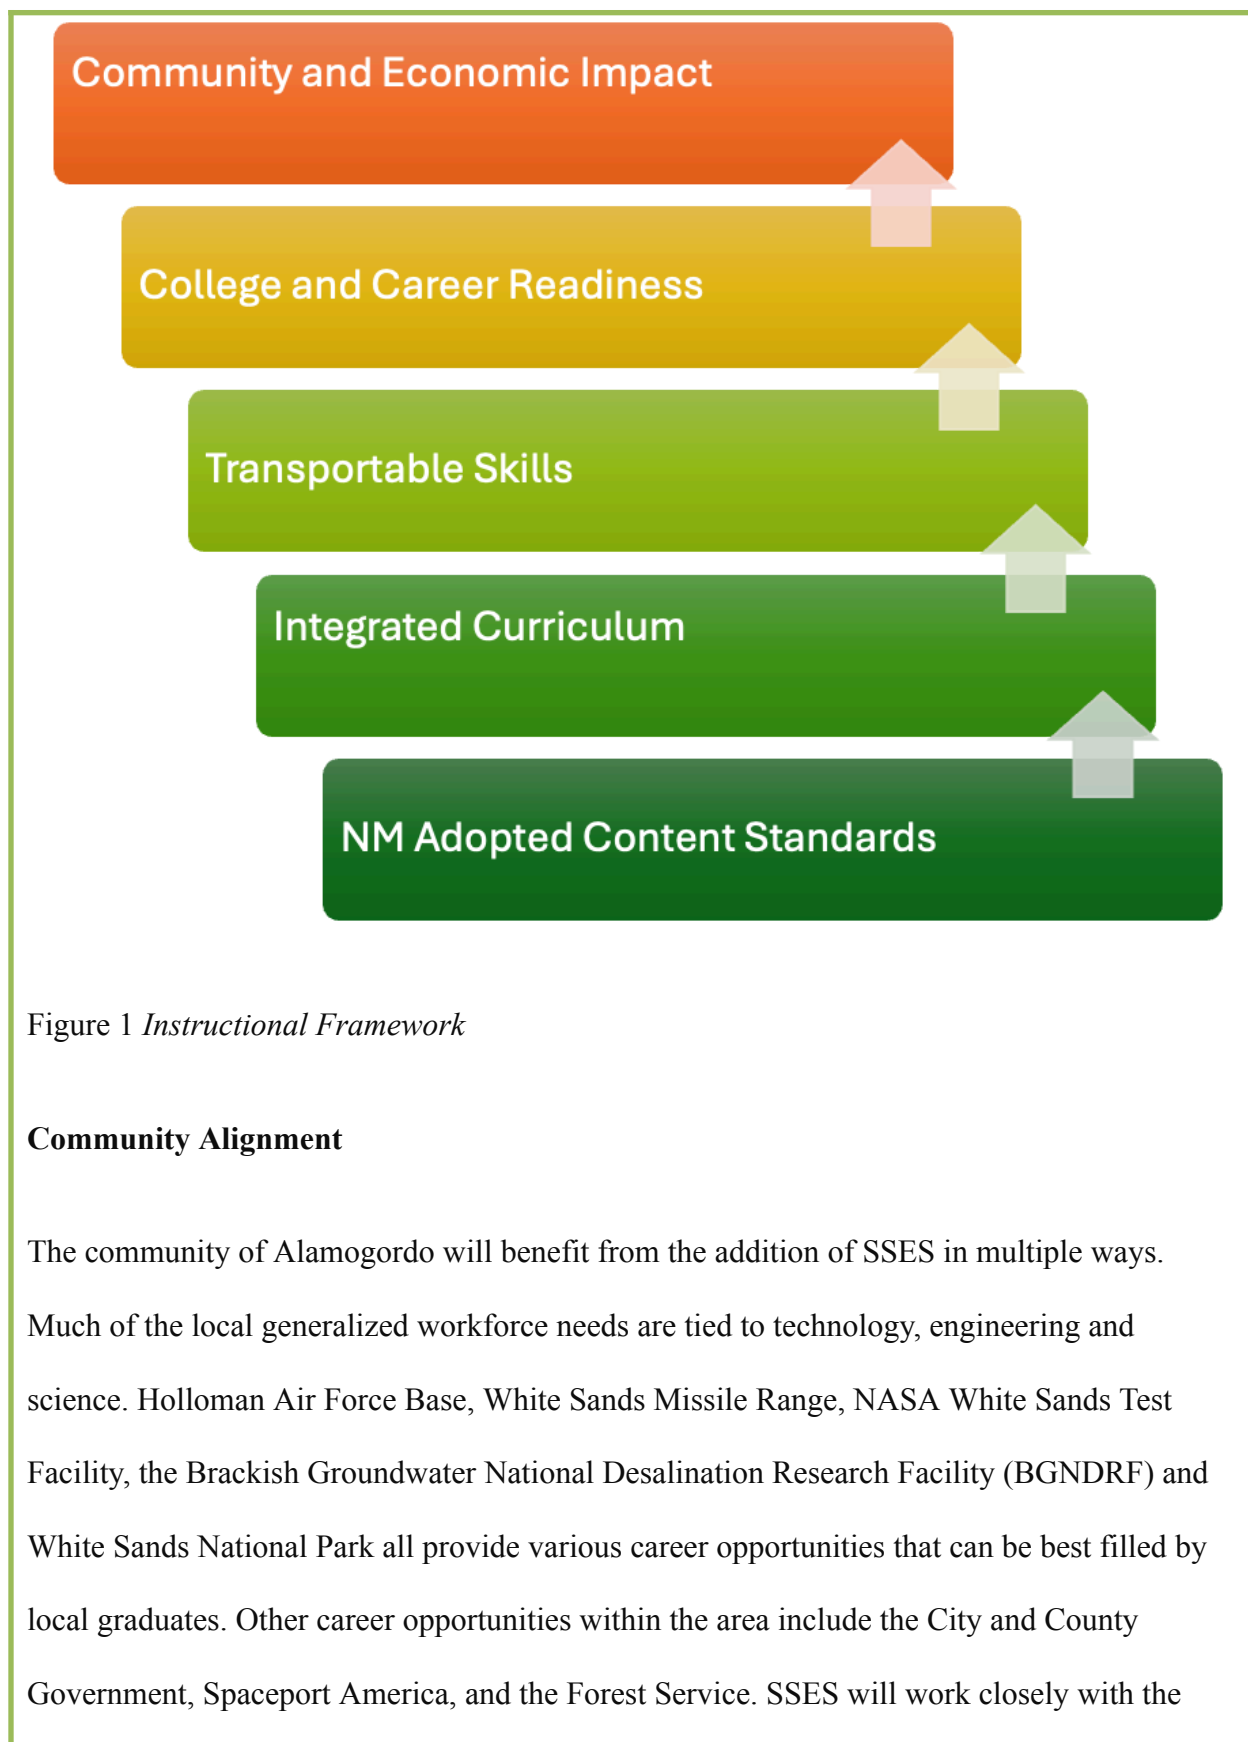 Community and Economic Impact
College and Career Readiness
Transportable Skills
Integrated Curriculum
NM Adopted Content Standards
Figure 1 Instructional Framework
Community Alignment
The community of Alamogordo will benefit from the addition of SSES in multiple ways.
Much of the local generalized workforce needs are tied to technology, engineering and
science. Holloman Air Force Base, White Sands Missile Range, NASA White Sands Test
Facility, the Brackish Groundwater National Desalination Research Facility (BGNDRF) and
White Sands National Park all provide various career opportunities that can be best filled by
local graduates. Other career opportunities within the area include the City and County
Government, Spaceport America, and the Forest Service. SSES will work closely with the